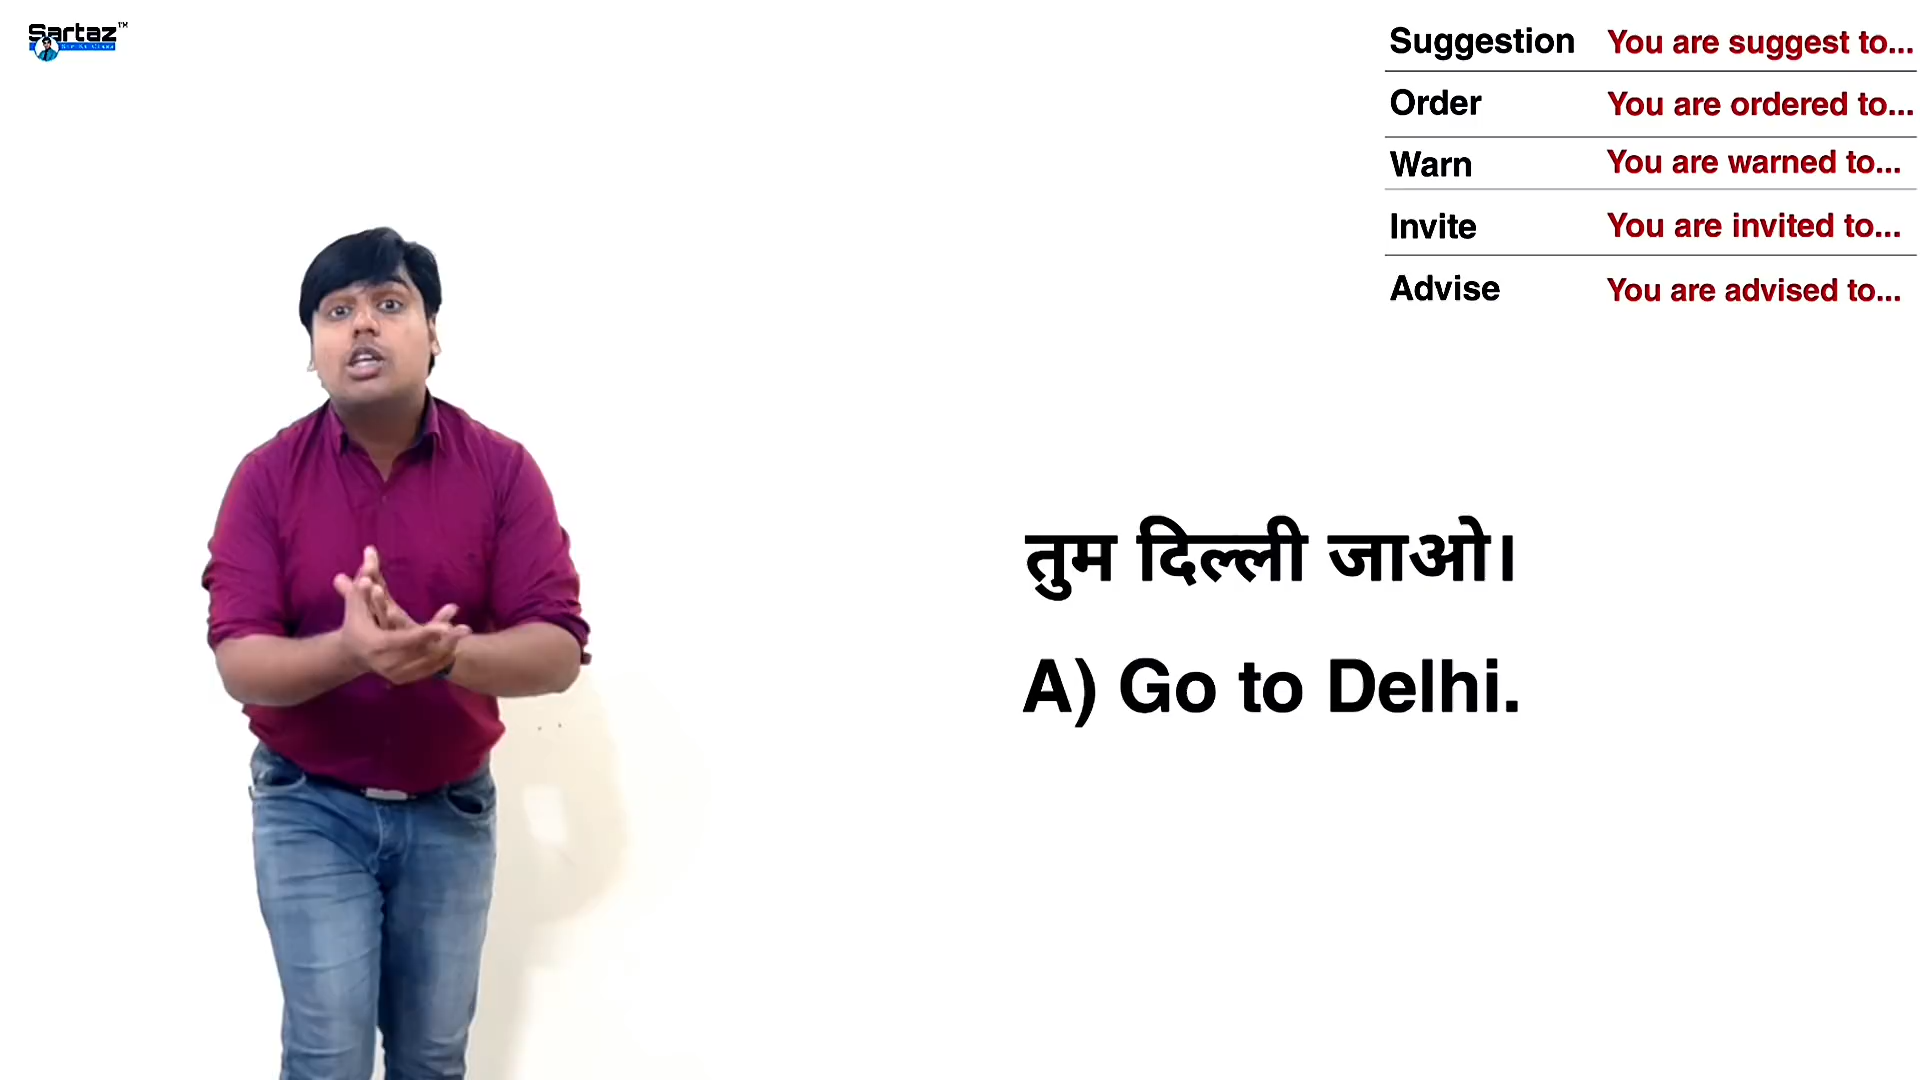 Sartaz™
Suggestion You are suggest to...
Order You are ordered to...
Warn You are warned to...
Invite You are invited to...
Advise You are advised to...
तुम दिल्ली जाओ।
A) Go to Delhi.